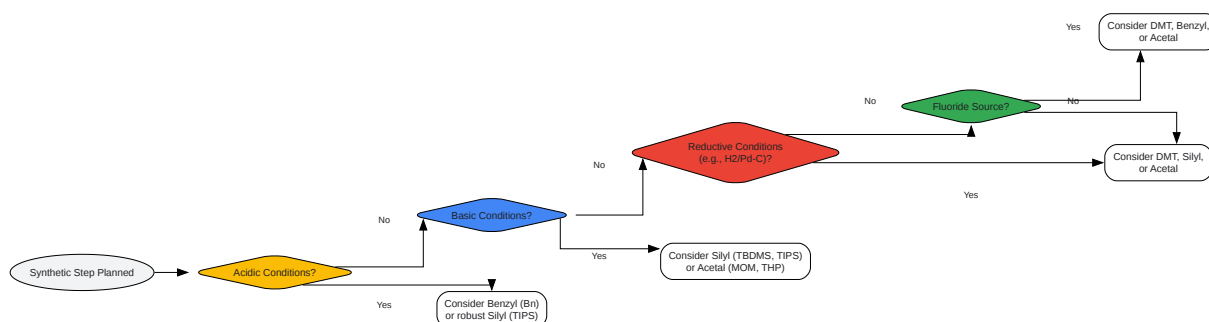 Synthetic Step Planned
Acidic Conditions?
Yes
Consider Benzyl (Bn)
or robust Silyl (TIPS)
No
Basic Conditions?
Yes
Consider Silyl (TBDMS, TIPS)
or Acetal (MOM, THP)
No
Reductive Conditions
(e.g., H2/Pd-C)?
Yes
Consider DMT, Silyl,
or Acetal
No
Fluoride Source?
No
Yes
Consider DMT, Benzyl,
or Acetal